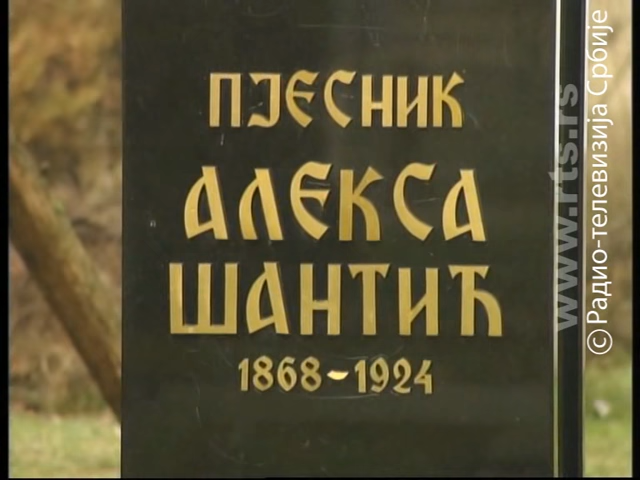 ПЈЕСНИК
АЛЕКСА
ШАНТИЋ
1868-1924
www.rts.rs
© Радио-телевизија Србије